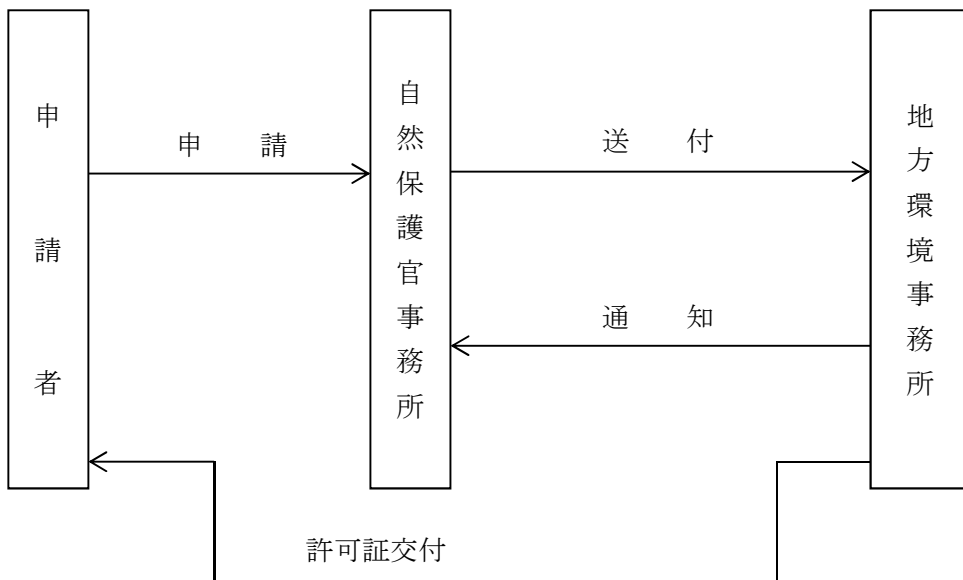 申請者
申　請
自然保護官事務所
送　付
通　知
地方環境事務所
許可証交付